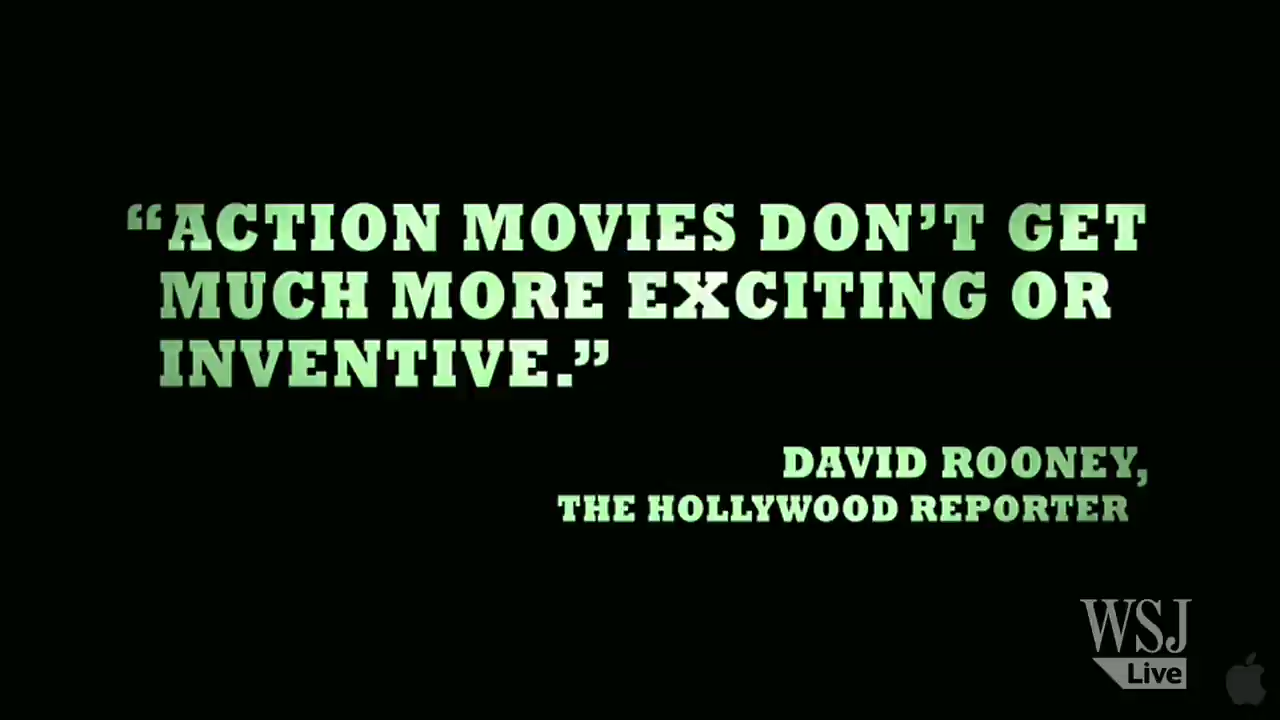 “ACTION MOVIES DON’T GET
MUCH MORE EXCITING OR
INVENTIVE.”
DAVID ROONEY,
THE HOLLYWOOD REPORTER
WSJ
Live